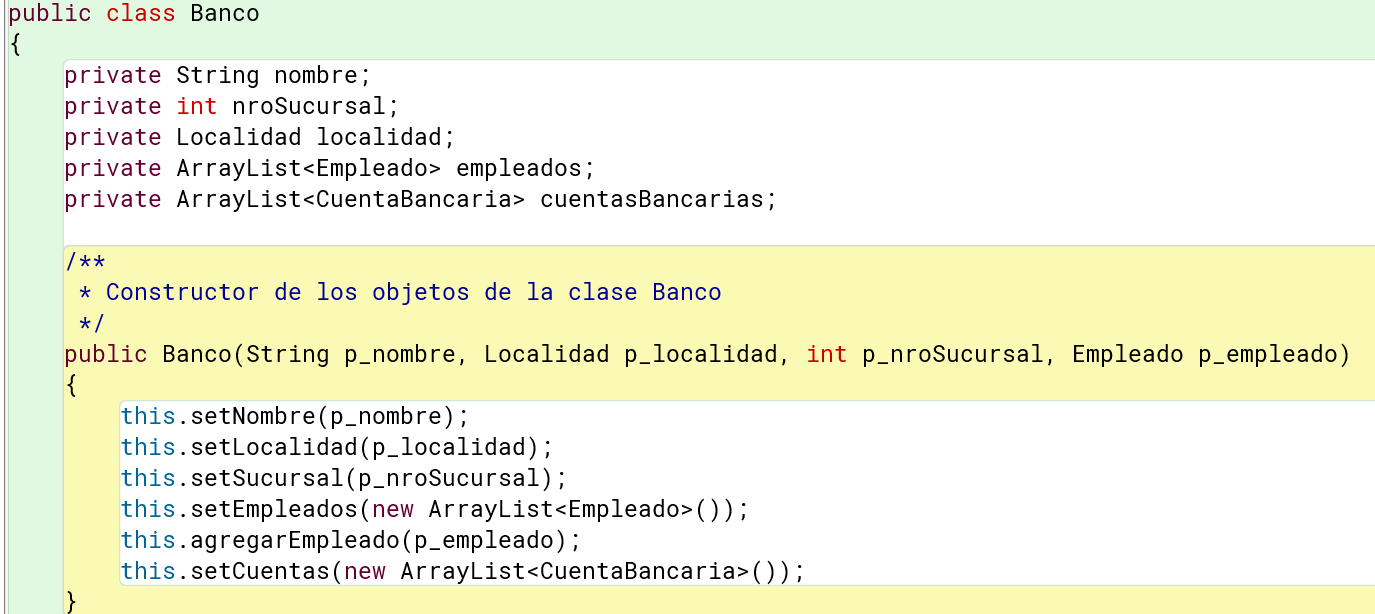 public class Banco
{
    private String nombre;
    private int nroSucursal;
    private Localidad localidad;
    private ArrayList<Empleado> empleados;
    private ArrayList<CuentaBancaria> cuentasBancarias;

    /**
     * Constructor de los objetos de la clase Banco
     */
    public Banco(String p_nombre, Localidad p_localidad, int p_nroSucursal, Empleado p_empleado)
    {
        this.setNombre(p_nombre);
        this.setLocalidad(p_localidad);
        this.setSucursal(p_nroSucursal);
        this.setEmpleados(new ArrayList<Empleado>());
        this.agregarEmpleado(p_empleado);
        this.setCuentas(new ArrayList<CuentaBancaria>());
    }